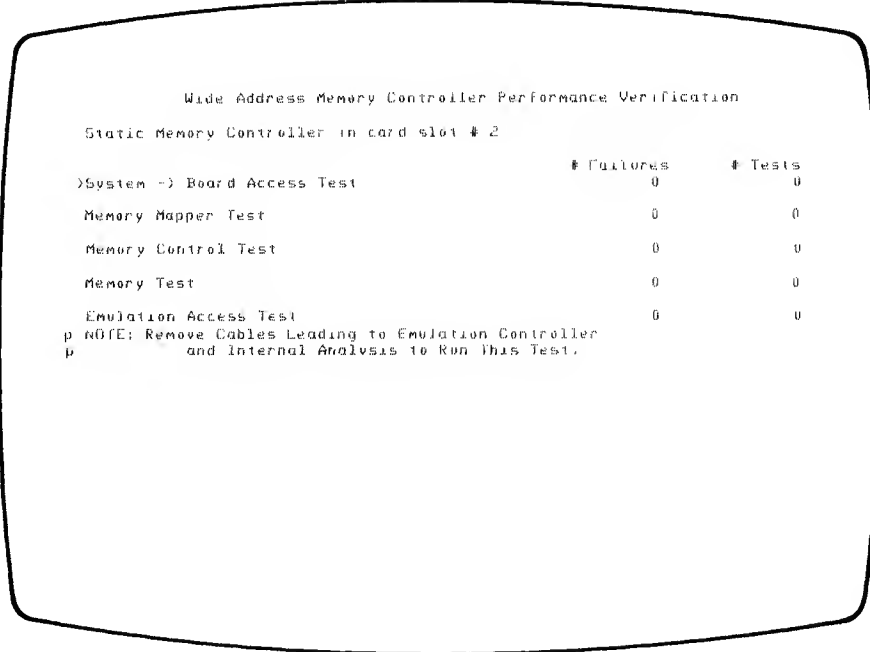 Wide Address Memory Controller Performance Verification
Static Memory Controller in card slot # 2
# Failures # Tests
>System -> Board Access Test 0 0
Memory Mapper Test 0 0
Memory Control Test 0 0
Memory Test 0 0
Emulation Access Test 0 0
p NOTE: Remove Cables Leading to Emulation Controller
p and Internal Analysis to Run This Test.